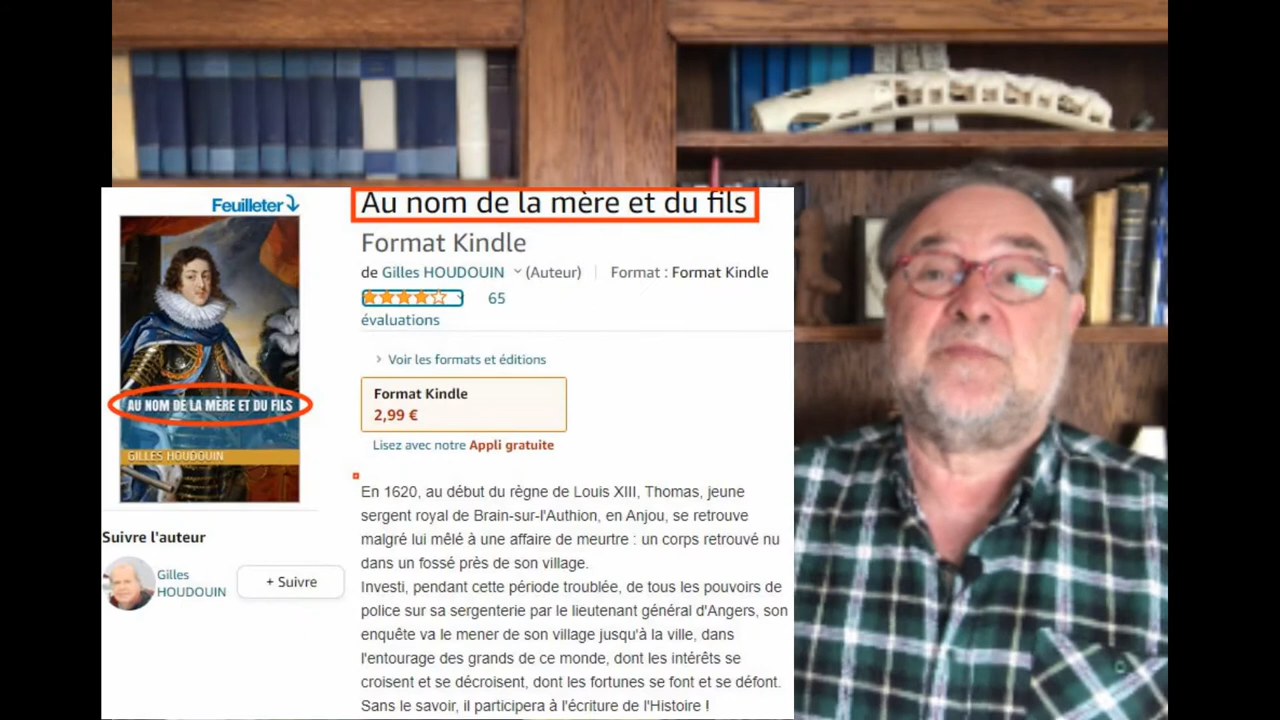 Feuilleter
AU NOM DE LA MÈRE ET DU FILS
GILLES HOUDOUIN
Suivre l'auteur
Gilles
HOUDOUIN
+ Suivre
Au nom de la mère et du fils
Format Kindle
de Gilles HOUDOUIN (Auteur) | Format : Format Kindle
65
évaluations
› Voir les formats et éditions
Format Kindle
2,99 €
Lisez avec notre Appli gratuite
En 1620, au début du règne de Louis XIII, Thomas, jeune
sergent royal de Brain-sur-l'Authion, en Anjou, se retrouve
malgré lui mêlé à une affaire de meurtre : un corps retrouvé nu
dans un fossé près de son village.
Investi, pendant cette période troublée, de tous les pouvoirs de
police sur sa sergenterie par le lieutenant général d'Angers, son
enquête va le mener de son village jusqu'à la ville, dans
l'entourage des grands de ce monde, dont les intérêts se
croisent et se décroisent, dont les fortunes se font et se défont.
Sans le savoir, il participera à l'écriture de l'Histoire !